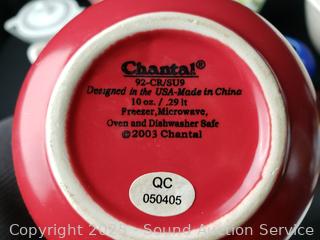 Chantal®
92-CR/SU9
Designed in the USA-Made in China
10 oz. / .29 lt
Freezer, Microwave,
Oven and Dishwasher Safe
©2003 Chantal
QC
050405
Copyright 2025 - Sound Auction Service